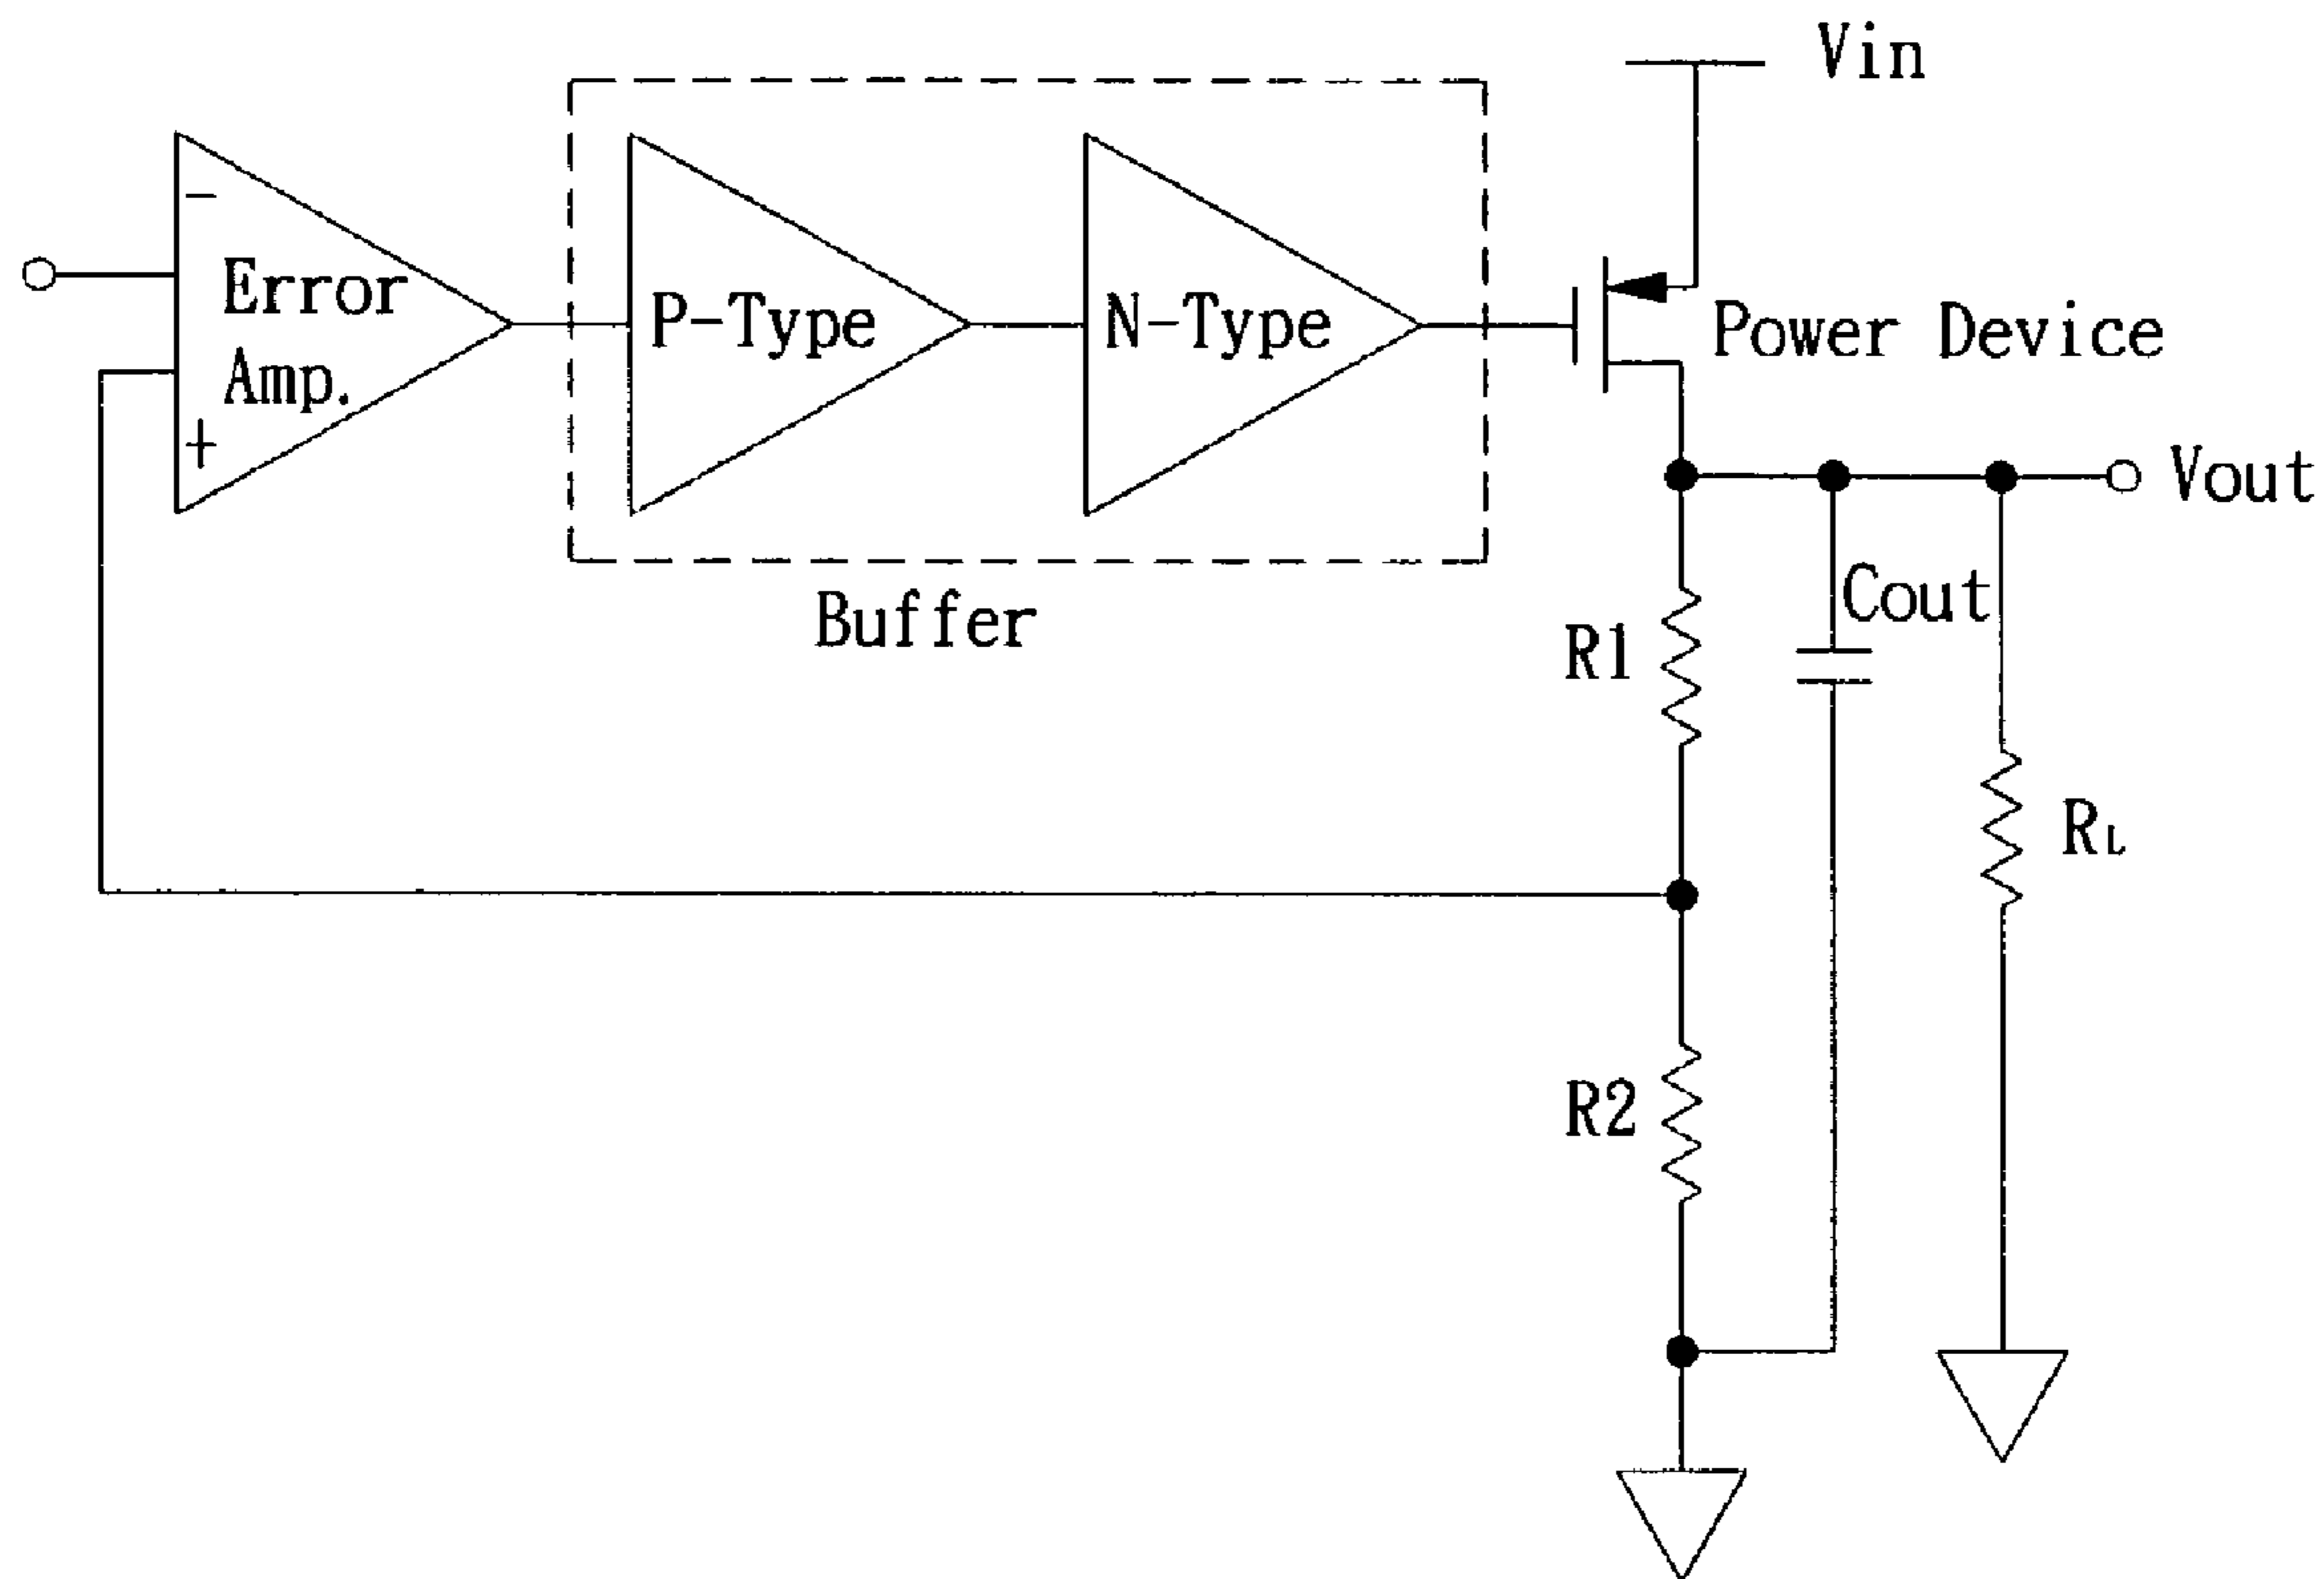 Vin
-
Error
Amp.
+
P-Type
N-Type
Power Device
Vout
Buffer
Cout
R1
RL
R2